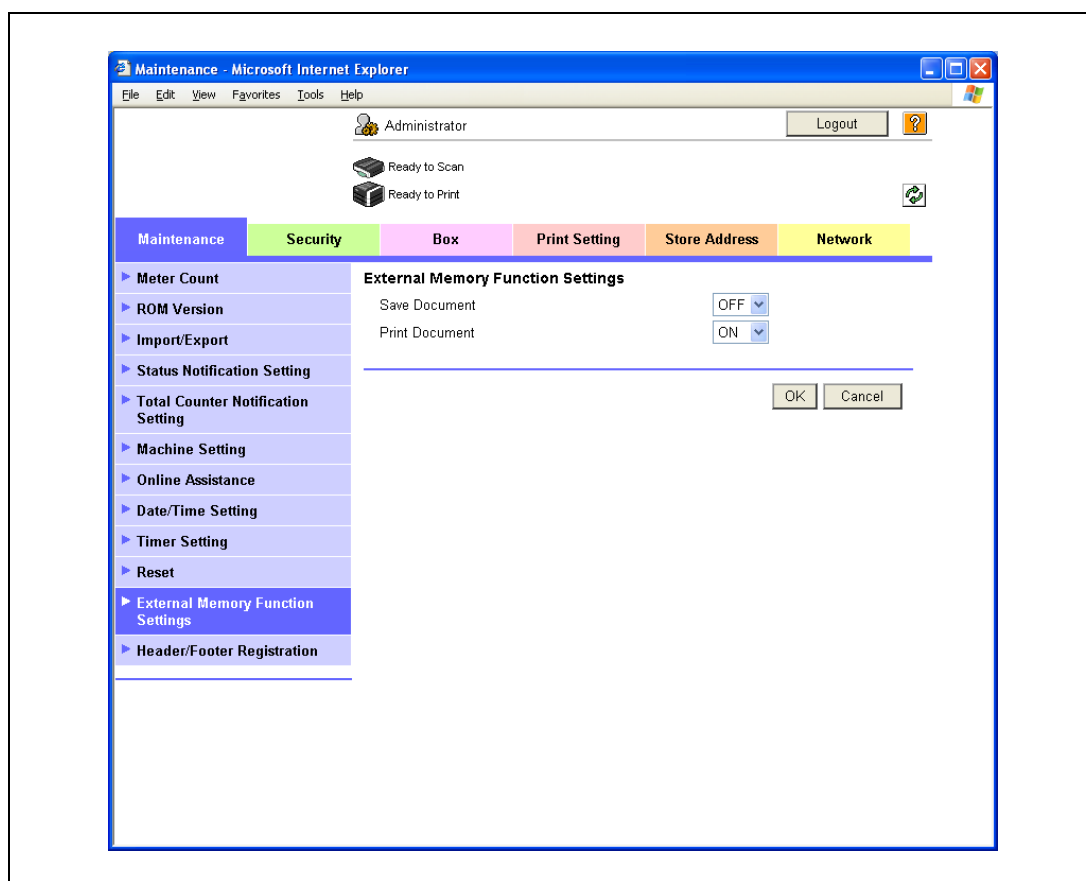 Maintenance - Microsoft Internet Explorer
File Edit View Favorites Tools Help
Administrator Logout ?
Ready to Scan
Ready to Print
Maintenance Security Box Print Setting Store Address Network
Meter Count
ROM Version
Import/Export
Status Notification Setting
Total Counter Notification
Setting
Machine Setting
Online Assistance
Date/Time Setting
Timer Setting
Reset
External Memory Function
Settings
Header/Footer Registration
External Memory Function Settings
Save Document OFF
Print Document ON
OK Cancel